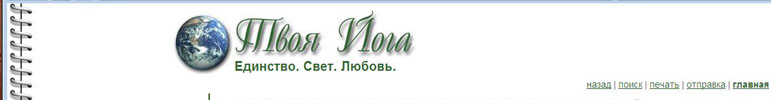 Твоя Йога
Единство. Свет. Любовь.
назад | поиск | печать | отправка | главная